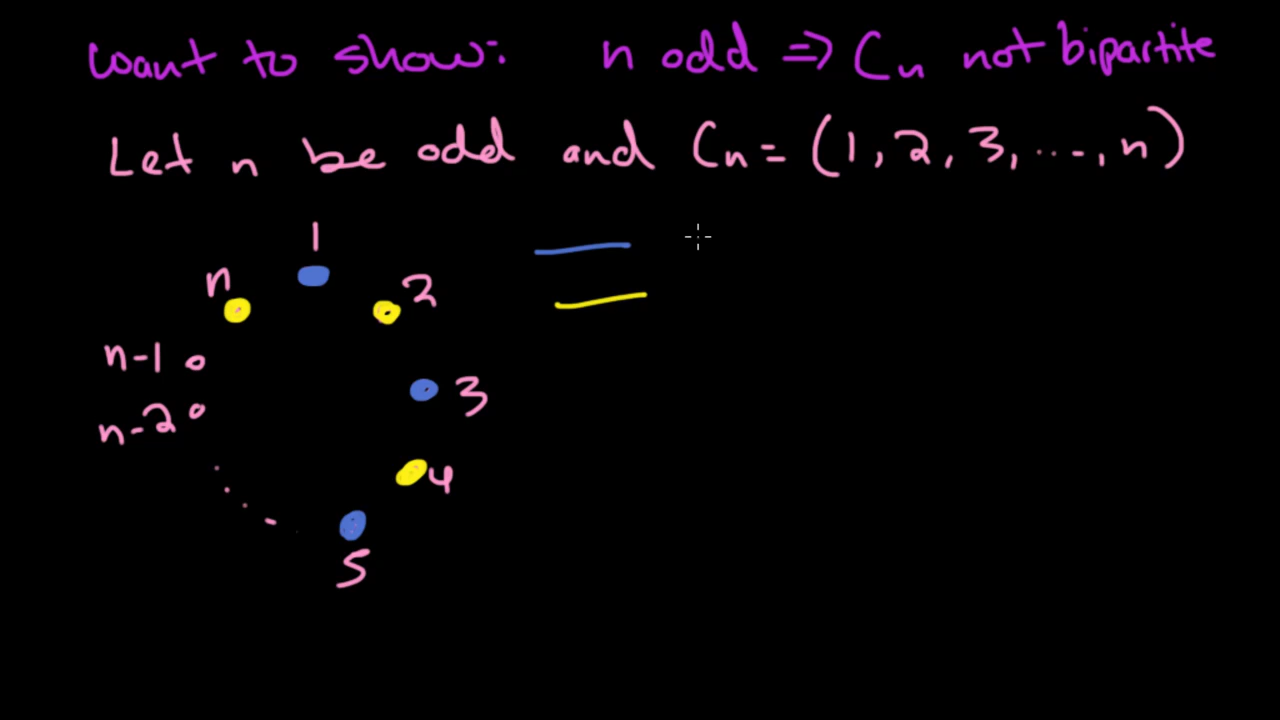 want to show: n odd => Cn not bipartite
Let n be odd and Cn = (1, 2, 3, ..., n)
1
n
2
n-1
3
n-2
4
5